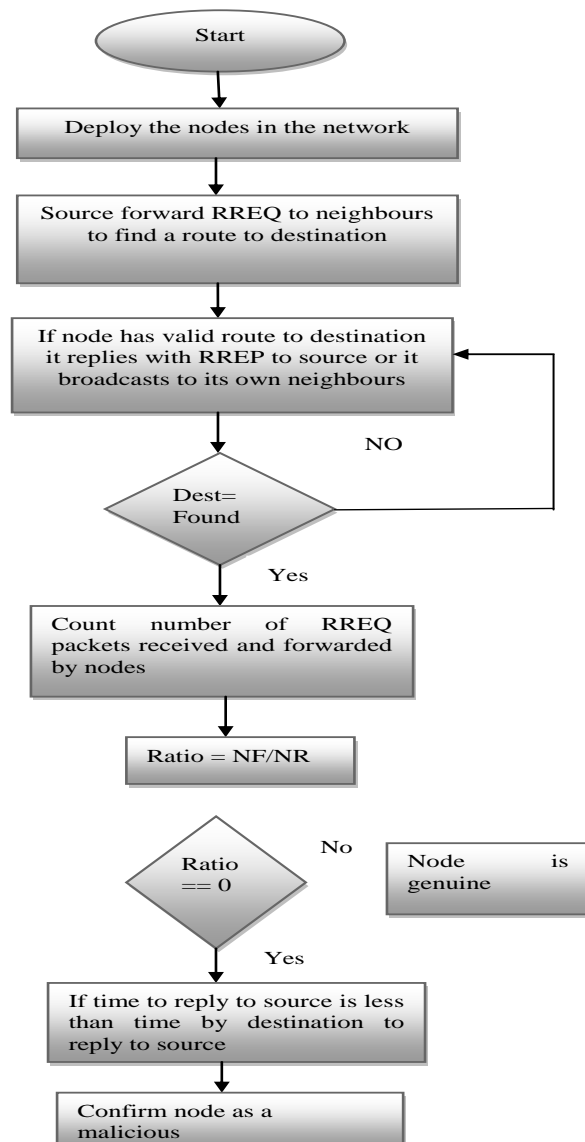 Start
Deploy the nodes in the network
Source forward RREQ to neighbours
to find a route to destination
If node has valid route to destination
it replies with RREP to source or it
broadcasts to its own neighbours
NO
Dest=
Found
Yes
Count number of RREQ
packets received and forwarded
by nodes
Ratio = NF/NR
Ratio
== 0
No
Node is
genuine
Yes
If time to reply to source is less
than time by destination to
reply to source
Confirm node as a
malicious